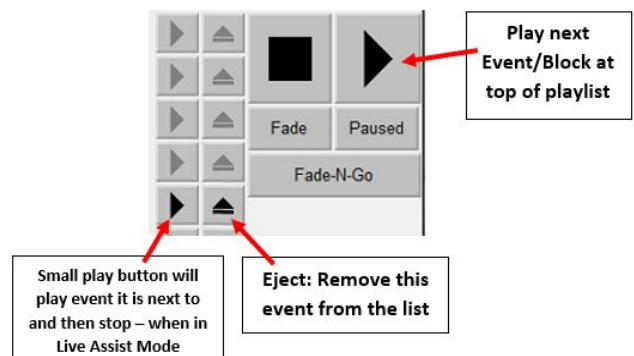 Play next
Event/Block at
top of playlist
Fade
Paused
Fade-N-Go
Small play button will
play event it is next to
and then stop – when in
Live Assist Mode
Eject: Remove this
event from the list